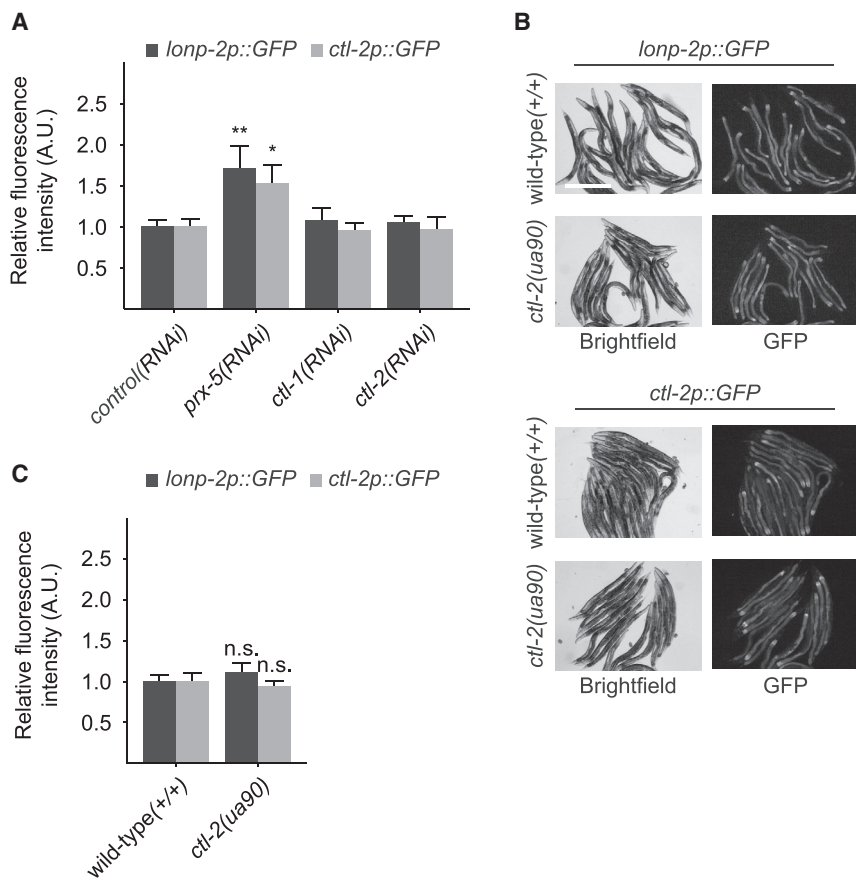 A
lonp-2p::GFP ctl-2p::GFP
Relative fluorescence
intensity (A.U.)
2.5
2.0
1.5
1.0
0.5
**
*
control(RNAi)
prx-5(RNAi)
ctl-1(RNAi)
ctl-2(RNAi)
B
lonp-2p::GFP
wild-type(+/+)
ctl-2(ua90)
Brightfield GFP
ctl-2p::GFP
wild-type(+/+)
ctl-2(ua90)
Brightfield GFP
C
lonp-2p::GFP ctl-2p::GFP
Relative fluorescence
intensity (A.U.)
2.5
2.0
1.5
1.0
0.5
n.s.
n.s.
wild-type(+/+)
ctl-2(ua90)